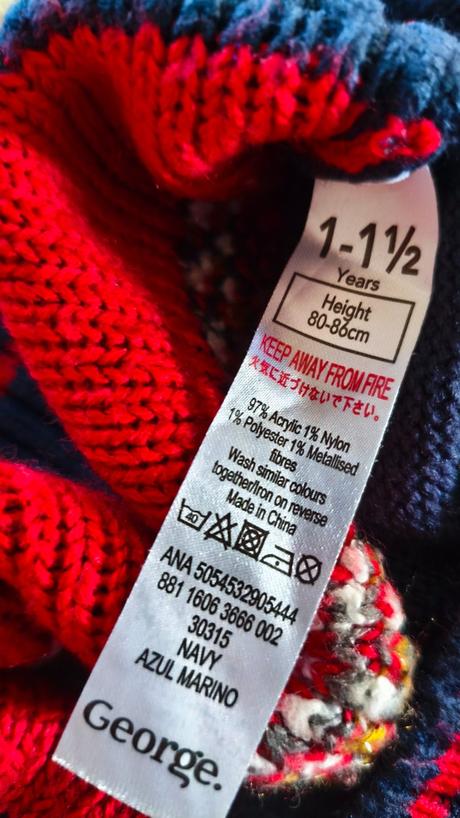 1-1½
Years
Height
80-86cm
KEEP AWAY FROM FIRE
火気に近づけないで下さい。
97% Acrylic 1% Nylon
1% Polyester 1% Metallised
fibres
Wash similar colours
together/Iron on reverse
Made in China
40
ANA 5054532905444
881 1606 3666 002
30315
NAVY
AZUL MARINO
George.